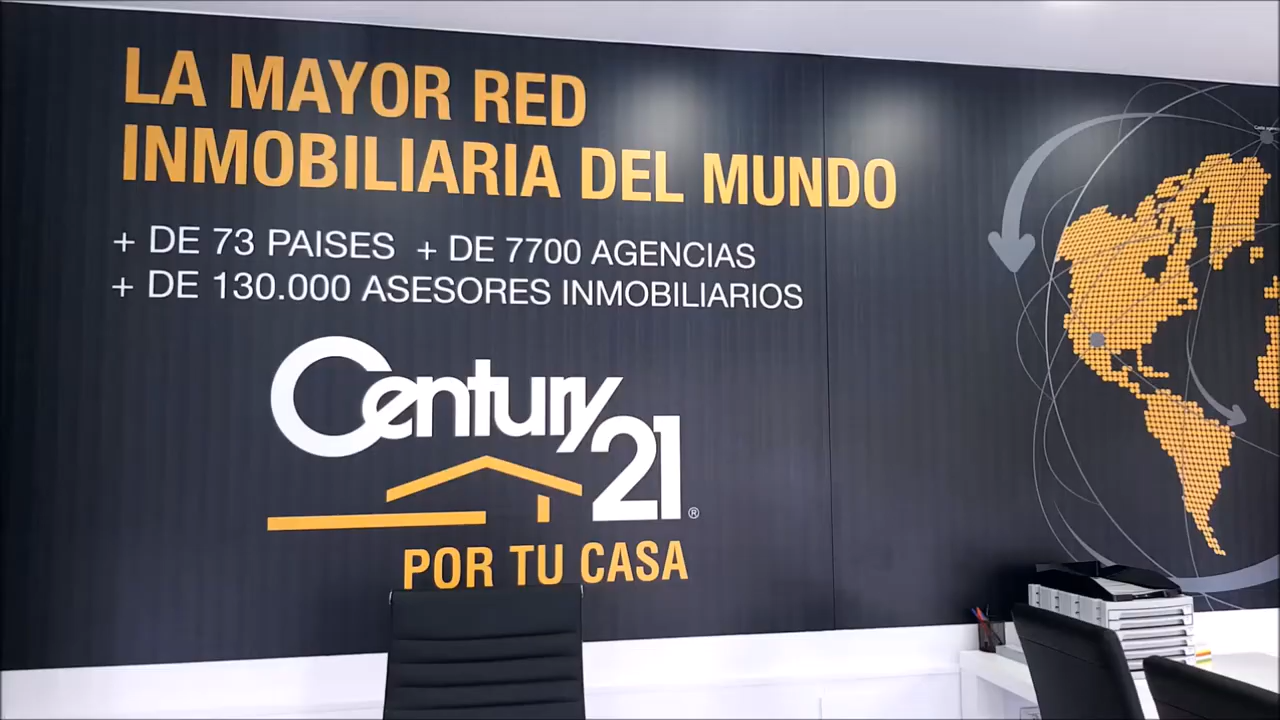 LA MAYOR RED
INMOBILIARIA DEL MUNDO
+ DE 73 PAISES + DE 7700 AGENCIAS
+ DE 130.000 ASESORES INMOBILIARIOS
Century
21®
POR TU CASA